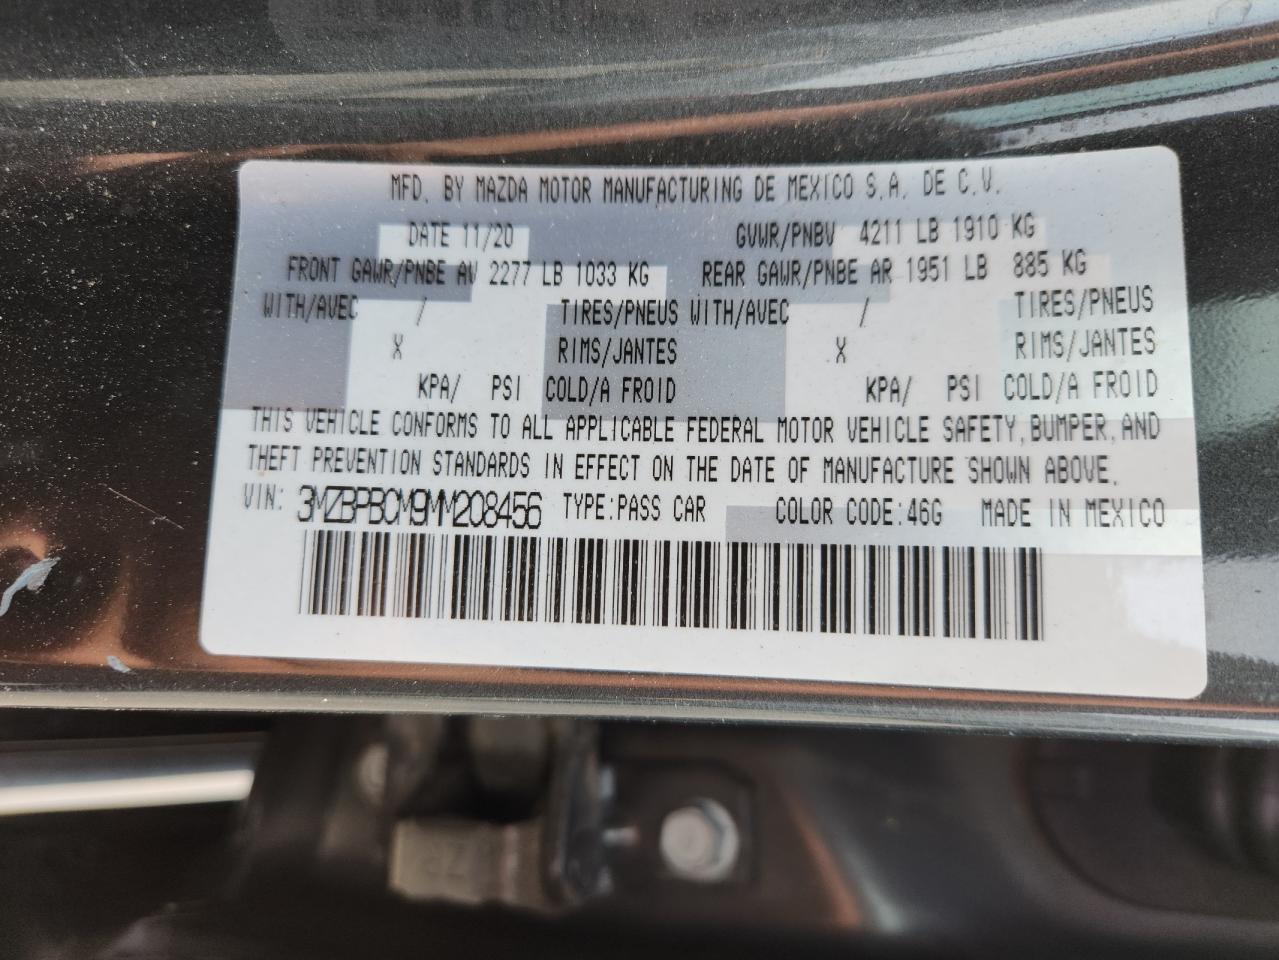 MFD. BY MAZDA MOTOR MANUFACTURING DE MEXICO S.A. DE C.V.
DATE 11/20 GVWR/PNBV 4211 LB 1910 KG
FRONT GAWR/PNBE AV 2277 LB 1033 KG REAR GAWR/PNBE AR 1951 LB 885 KG
WITH/AVEC / TIRES/PNEUS WITH/AVEC / TIRES/PNEUS
X RIMS/JANTES X RIMS/JANTES
KPA/ PSI COLD/A FROID KPA/ PSI COLD/A FROID
THIS VEHICLE CONFORMS TO ALL APPLICABLE FEDERAL MOTOR VEHICLE SAFETY, BUMPER, AND
THEFT PREVENTION STANDARDS IN EFFECT ON THE DATE OF MANUFACTURE SHOWN ABOVE.
VIN: 3MZBPBCM9MM208456 TYPE:PASS CAR COLOR CODE:46G MADE IN MEXICO